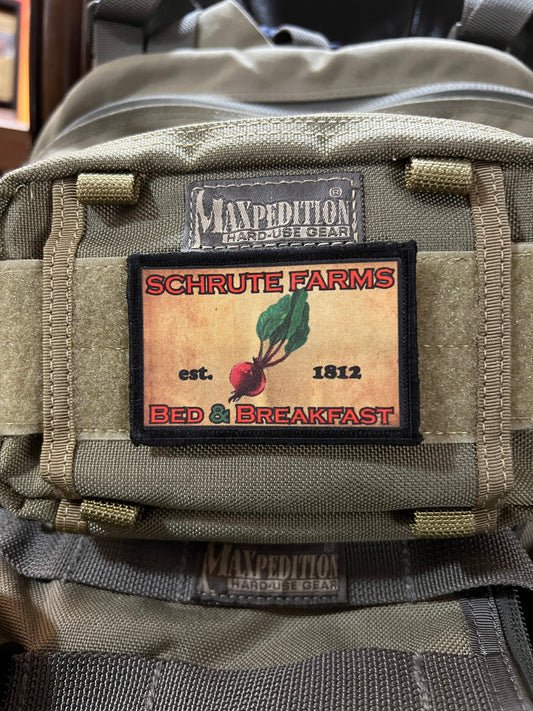 MAXPEDITION ®
HARD-USE GEAR
SCHRUTE FARMS
est. 1812
BED & BREAKFAST
MAXPEDITION
HARD-USE GEAR